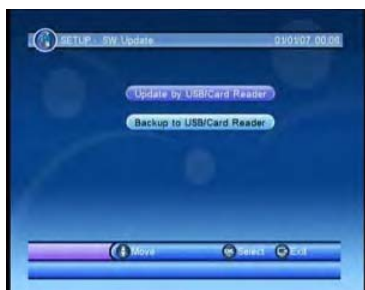 SETUP : SW Update 01/01/07 00:06
Update by USB/Card Reader
Backup to USB/Card Reader
Move Select Exit